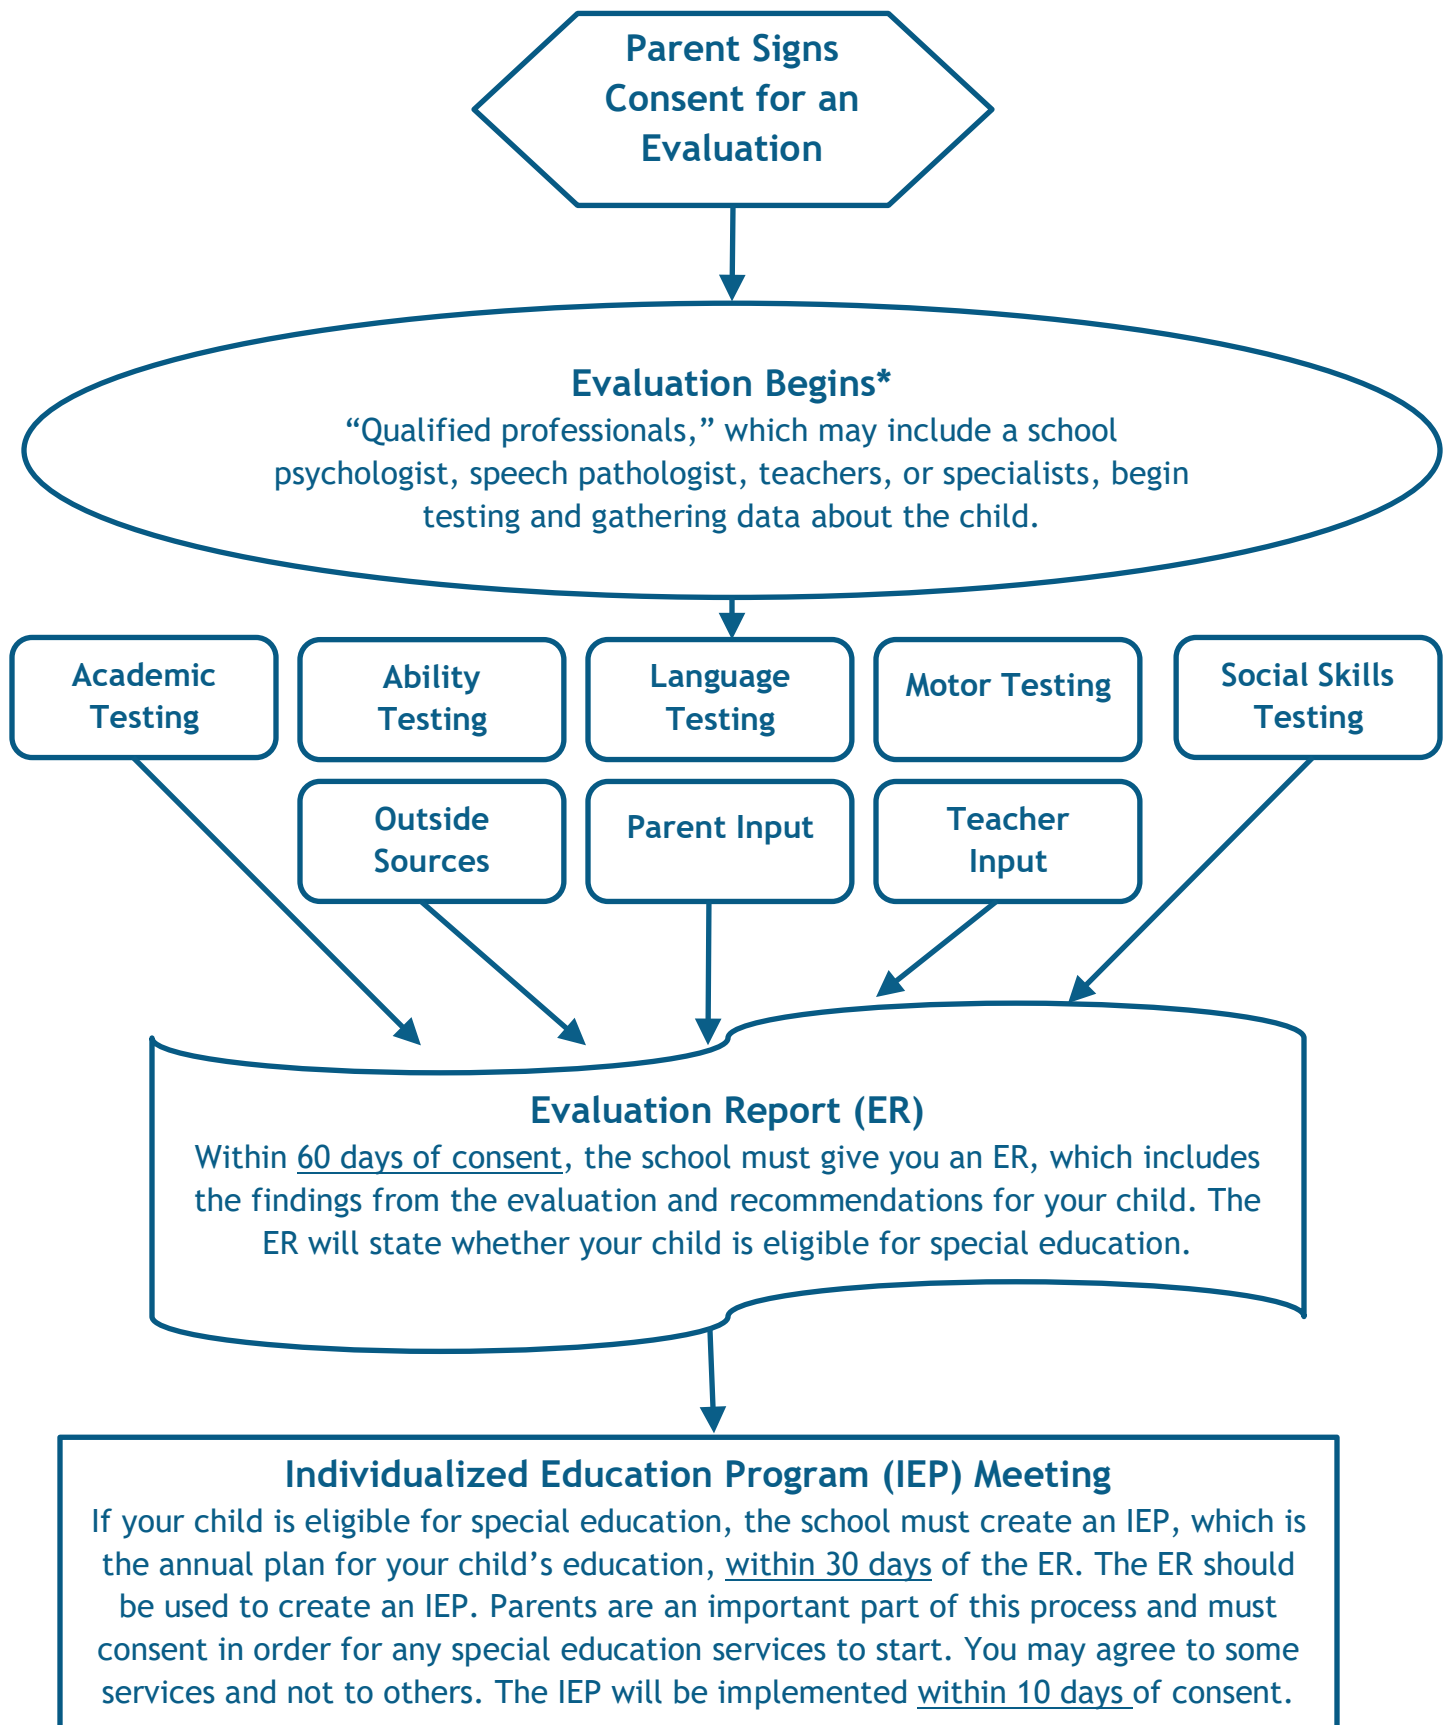 Parent Signs
Consent for an
Evaluation
Evaluation Begins*
“Qualified professionals,” which may include a school
psychologist, speech pathologist, teachers, or specialists, begin
testing and gathering data about the child.
Academic
Testing
Ability
Testing
Language
Testing
Motor Testing
Social Skills
Testing
Outside
Sources
Parent Input
Teacher
Input
Evaluation Report (ER)
Within 60 days of consent, the school must give you an ER, which includes
the findings from the evaluation and recommendations for your child. The
ER will state whether your child is eligible for special education.
Individualized Education Program (IEP) Meeting
If your child is eligible for special education, the school must create an IEP, which is
the annual plan for your child’s education, within 30 days of the ER. The ER should
be used to create an IEP. Parents are an important part of this process and must
consent in order for any special education services to start. You may agree to some
services and not to others. The IEP will be implemented within 10 days of consent.